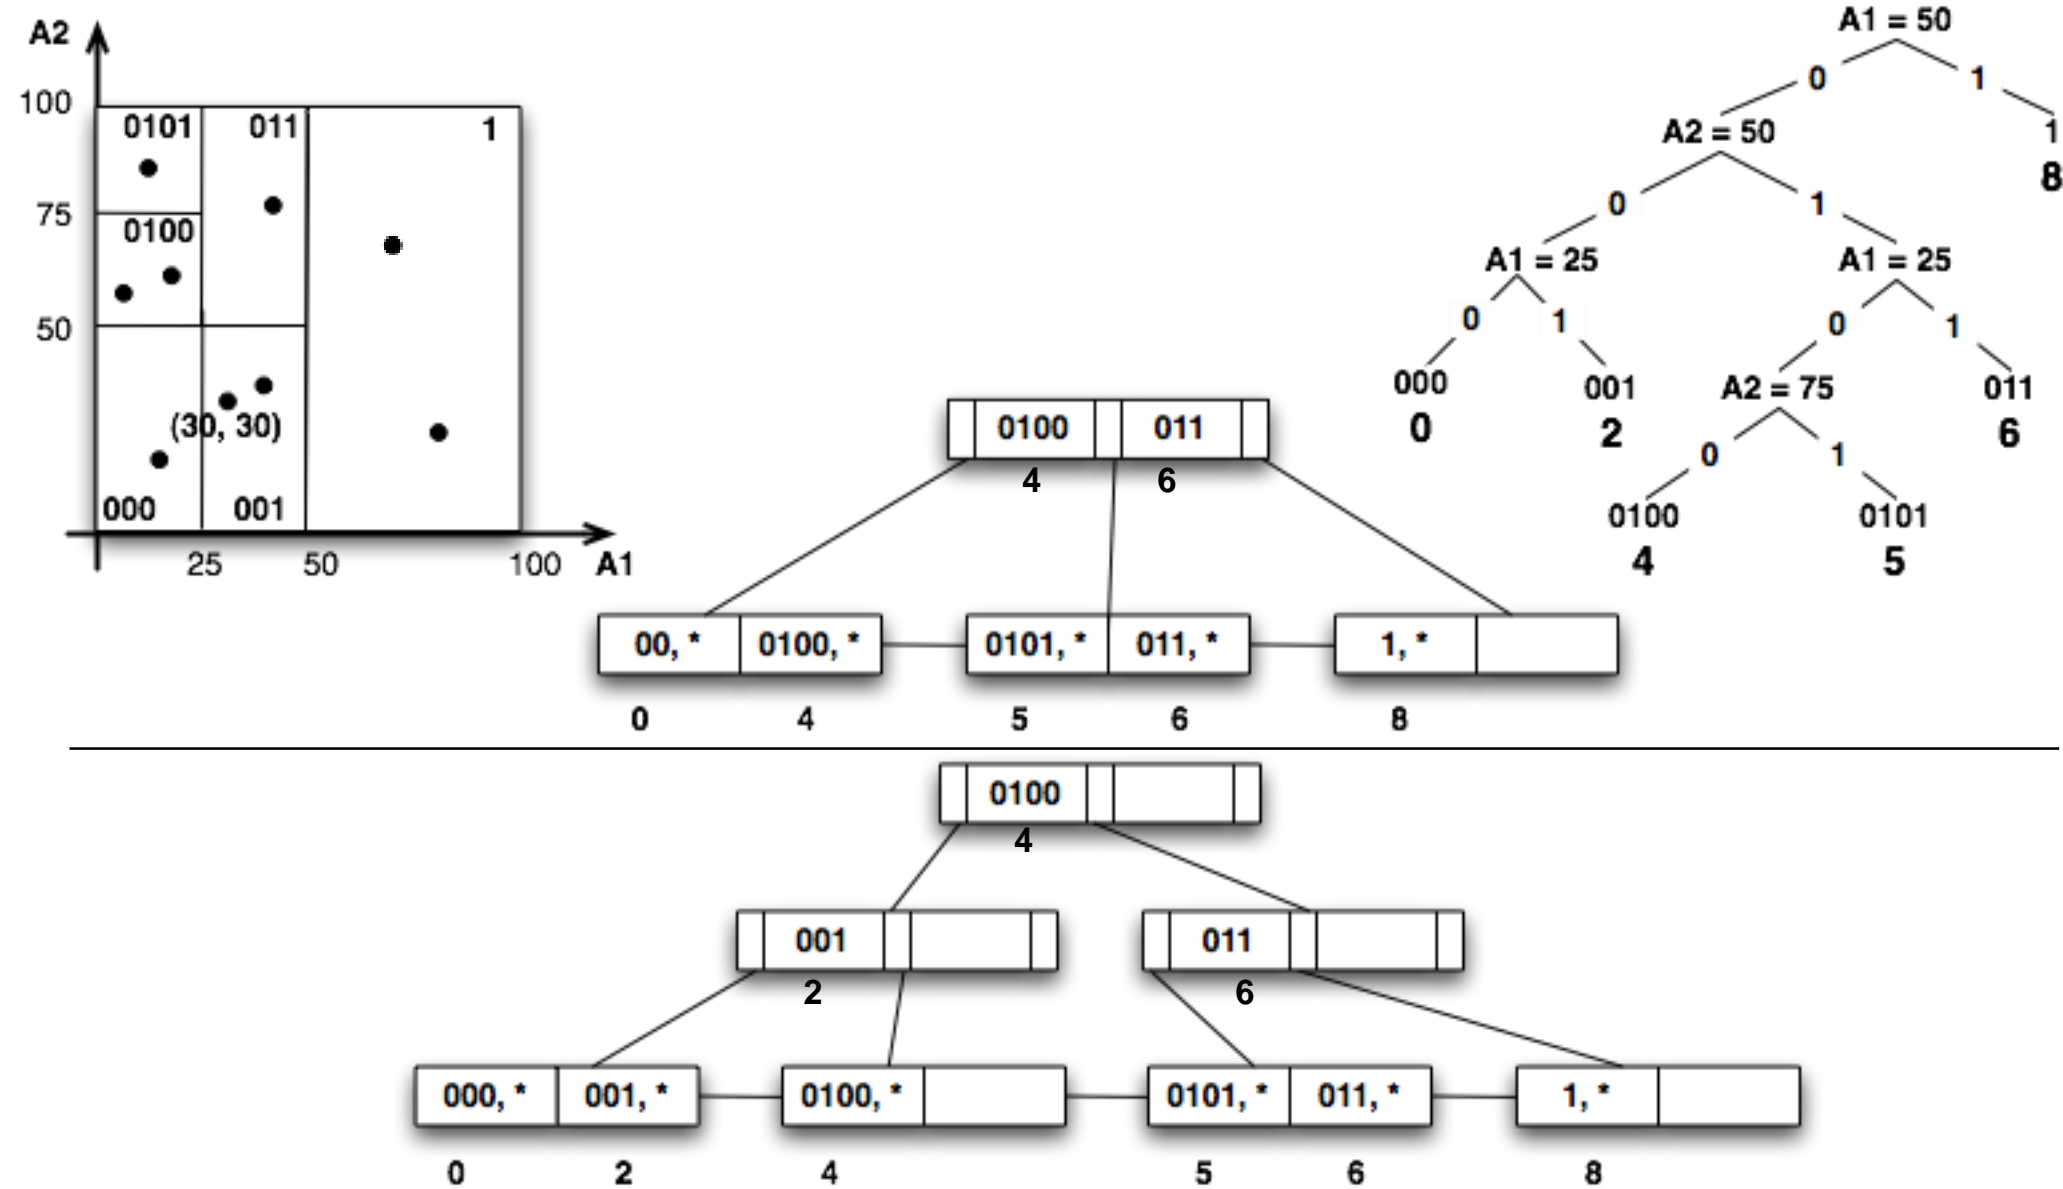 A2
100
0101 011 1
75
0100
50
(30, 30)
000 001
25 50 100 A1
A1 = 50
0 1
A2 = 50 1
8
0 1
A1 = 25 A1 = 25
0 1 0 1
000 001 A2 = 75 011
0 2 6
0 1
0100 0101
4 5
0100 011
4 6
00, * 0100, * 0101, * 011, * 1, *
0 4 5 6 8
0100
4
001 011
2 6
000, * 001, * 0100, * 0101, * 011, * 1, *
0 2 4 5 6 8